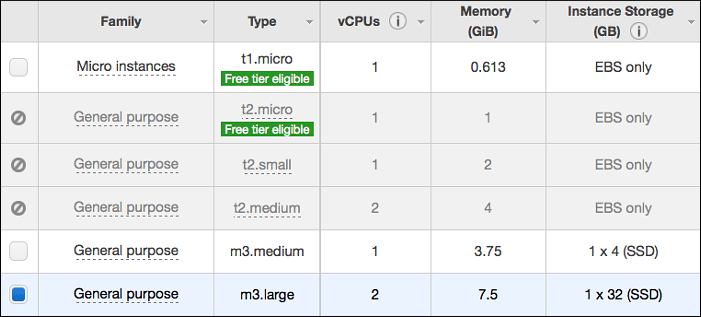 Family Type vCPUs Memory (GiB) Instance Storage (GB)
Micro instances t1.micro Free tier eligible 1 0.613 EBS only
General purpose t2.micro Free tier eligible 1 1 EBS only
General purpose t2.small 1 2 EBS only
General purpose t2.medium 2 4 EBS only
General purpose m3.medium 1 3.75 1 x 4 (SSD)
General purpose m3.large 2 7.5 1 x 32 (SSD)